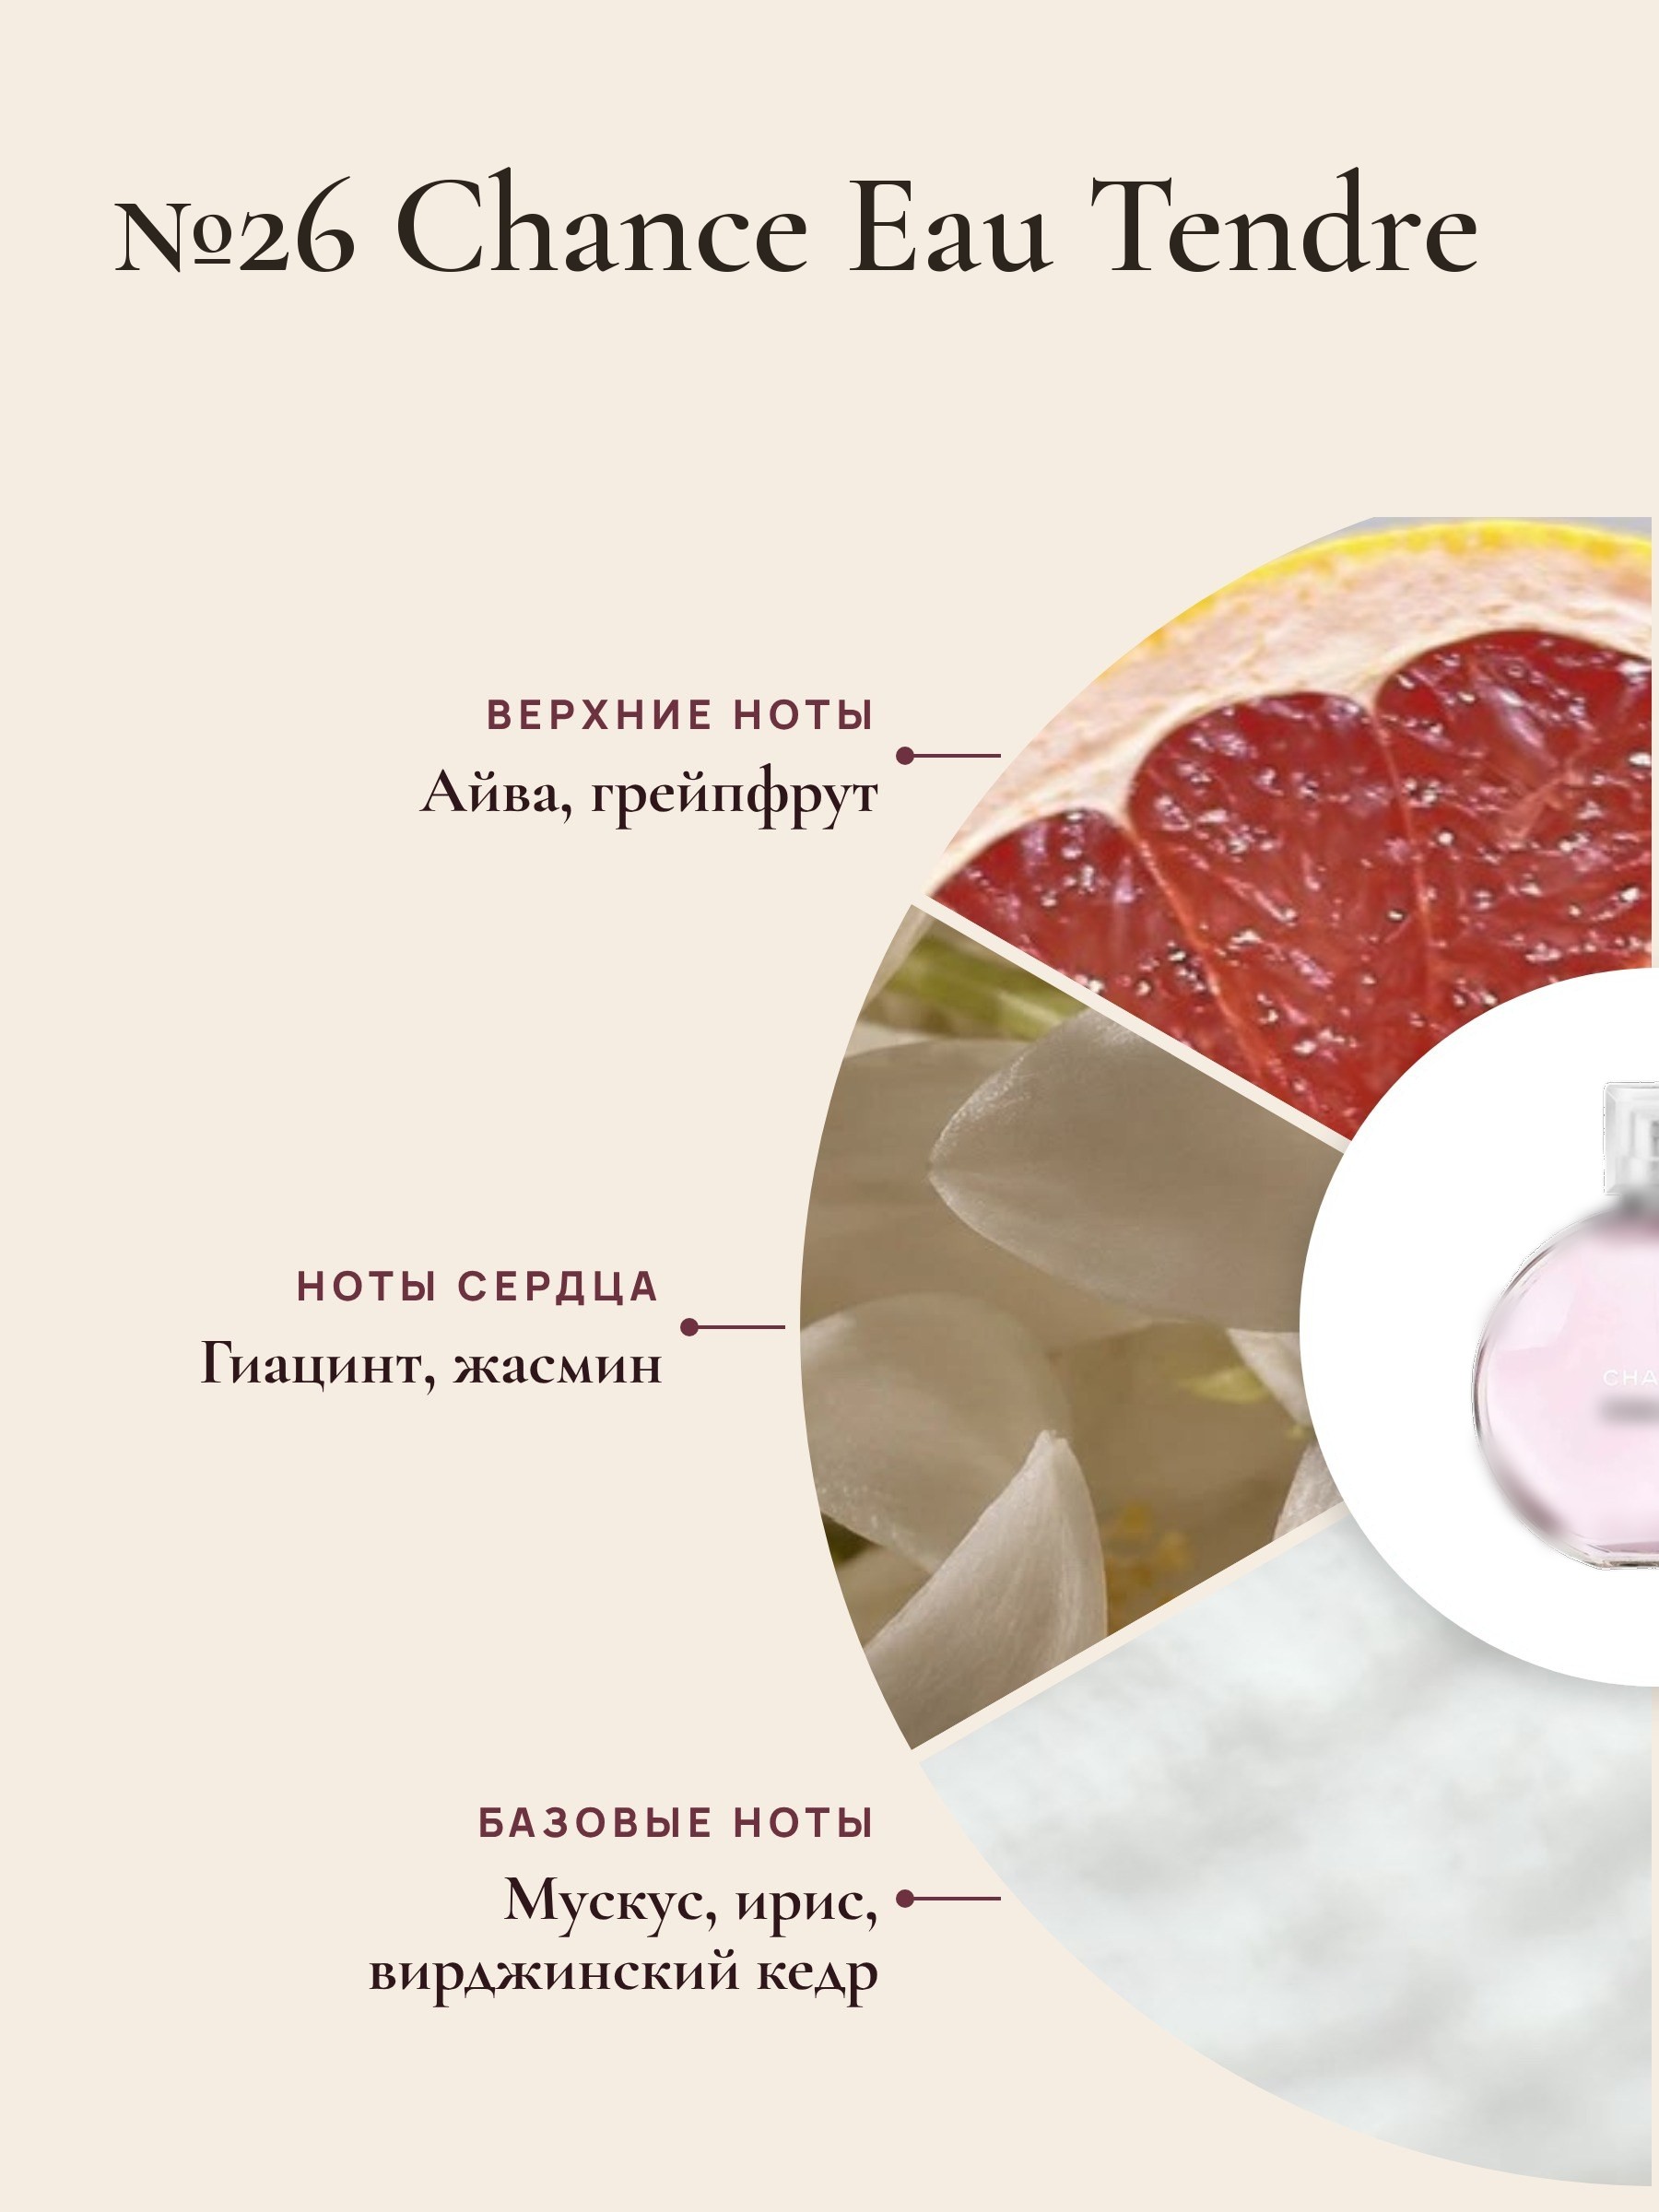 №26 Chance Eau Tendre
ВЕРХНИЕ НОТЫ
Айва, грейпфрут
НОТЫ СЕРДЦА
Гиацинт, жасмин
БАЗОВЫЕ НОТЫ
Мускус, ирис,
вирджинский кедр